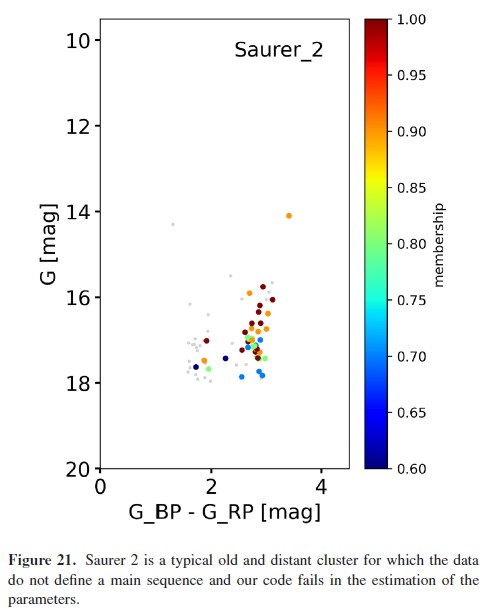 Saurer_2
10
12
14
16
18
20
G [mag]
0
2
4
G_BP - G_RP [mag]
1.00
0.95
0.90
0.85
0.80
0.75
0.70
0.65
0.60
membership
Figure 21. Saurer 2 is a typical old and distant cluster for which the data
do not define a main sequence and our code fails in the estimation of the
parameters.